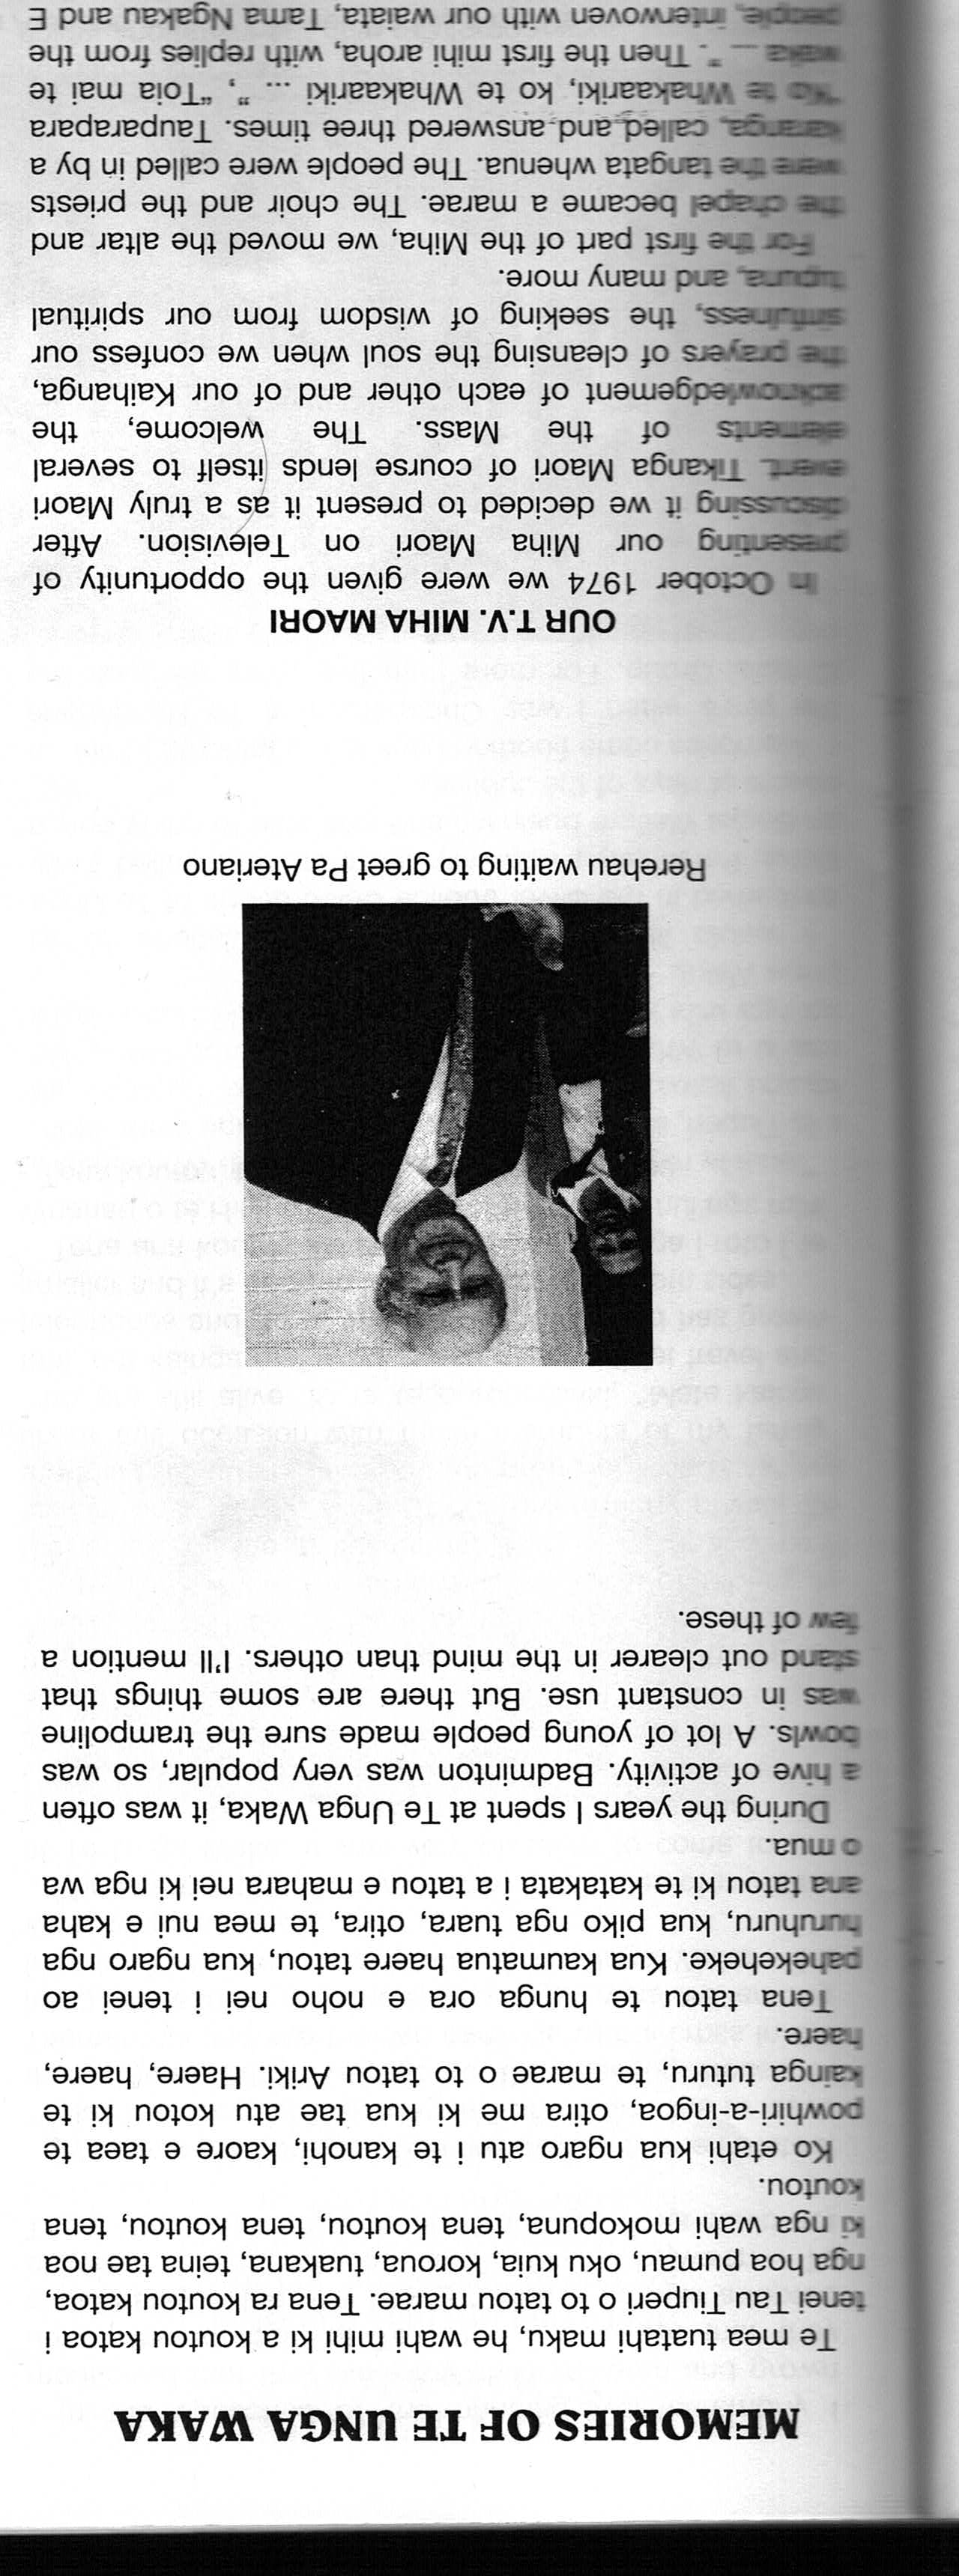 MEMORIES OF TE UNGA WAKA
Te mea tuatahi maku, he wahi mihi ki a koutou katoa i
tenei Tau Tiuperi o to tatou marae. Tena ra koutou katoa,
nga hoa pumau, oku kuia, koroua, tuakana, teina tae noa
ki nga wahi mokopuna, tena koutou, tena koutou, tena
koutou.
Ko etahi kua ngaro atu i te kanohi, kaore e taea te
powhiri-a-ingoa, otira me ki kua tae atu kotou ki te
kainga tuturu, te marae o to tatou Ariki. Haere, haere,
haere.
Tena tatou te hunga ora e noho nei i tenei ao
pahekeheke. Kua kaumatua haere tatou, kua ngaro nga
huruhuru, kua piko nga tuara, otira, te mea nui e kaha
ana tatou ki te katakata i a tatou e mahara nei ki nga wa
o mua.
During the years I spent at Te Unga Waka, it was often
a hive of activity. Badminton was very popular, so was
bowls. A lot of young people made sure the trampoline
was in constant use. But there are some things that
stand out clearer in the mind than others. I'll mention a
few of these.
Rerehau waiting to greet Pa Ateriano
OUR T.V. MIHA MAORI
In October 1974 we were given the opportunity of
presenting our Miha Maori on Television. After
discussing it we decided to present it as a truly Maori
event. Tikanga Maori of course lends itself to several
elements of the Mass. The welcome, the
acknowledgement of each other and of our Kaihanga,
the prayers of cleansing the soul when we confess our
sinfulness, the seeking of wisdom from our spiritual
tupuna, and many more.
For the first part of the Miha, we moved the altar and
the chapel became a marae. The choir and the priests
were the tangata whenua. The people were called in by a
karanga, called and answered three times. Tauparapara
"Ko te Whakaariki, ko te Whakaariki ... ", "Toia mai te
waka ... ". Then the first mihi aroha, with replies from the
people, interwoven with our waiata, Tama Ngakau and E